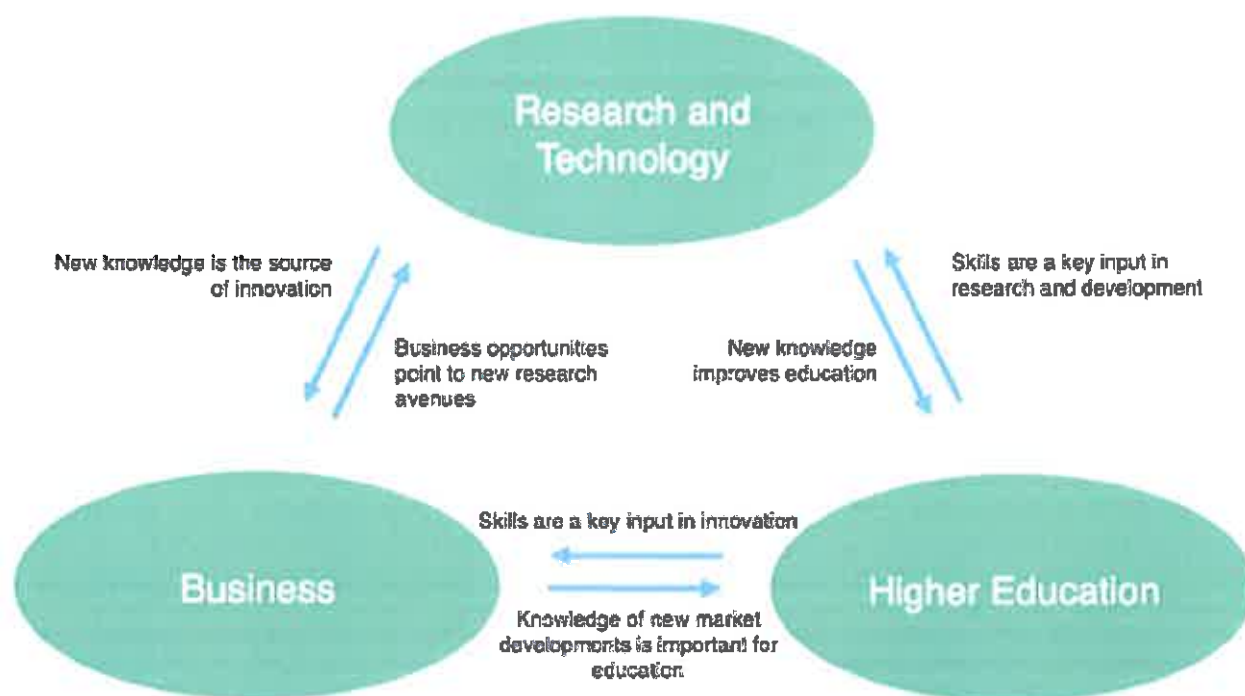 Research and
Technology
New knowledge is the source
of innovation
Skills are a key input in
research and development
Business opportunities
point to new research
avenues
New knowledge
improves education
Skills are a key input in innovation
Business
Higher Education
Knowledge of new market
developments is important for
education